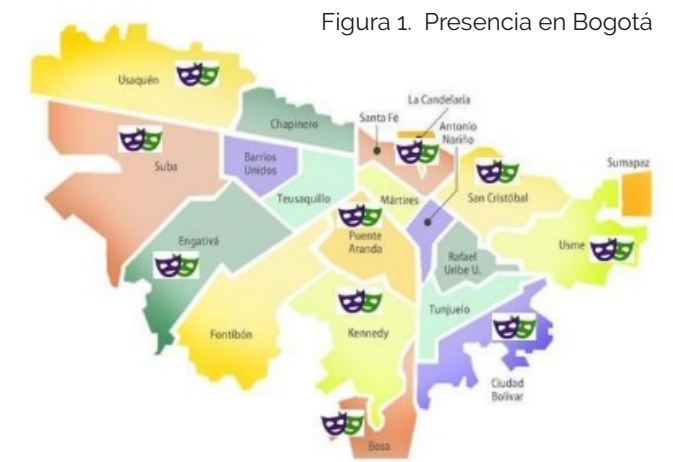 Figura 1. Presencia en Bogotá
Usaquén
La Candelaria
Santa Fé
Antonio
Nariño
Chapinero
Suba
Barrios
Unidos
Teusaquillo
Mártires
San Cristóbal
Sumapaz
Engativá
Puente
Aranda
Rafael
Uribe U.
Usme
Fontibón
Kennedy
Tunjuelo
Ciudad
Bolivar
Bosa